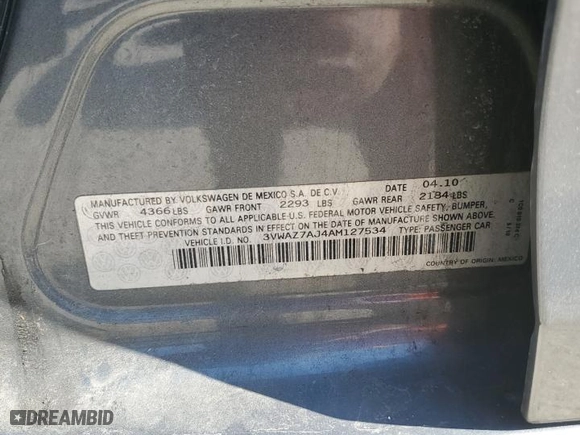 MANUFACTURED BY VOLKSWAGEN DE MEXICO S.A. DE C.V. DATE 04.10
GVWR 4366 LBS GAWR FRONT 2293 LBS GAWR REAR 2184 LBS
THIS VEHICLE CONFORMS TO ALL APPLICABLE U.S. FEDERAL MOTOR VEHICLE SAFETY, BUMPER,
AND THEFT PREVENTION STANDARDS IN EFFECT ON THE DATE OF MANUFACTURE SHOWN ABOVE.
VEHICLE I.D. NO. 3VWAZ7AJ4AM127534 TYPE: PASSENGER CAR
COUNTRY OF ORIGIN: MEXICO
DREAMBID